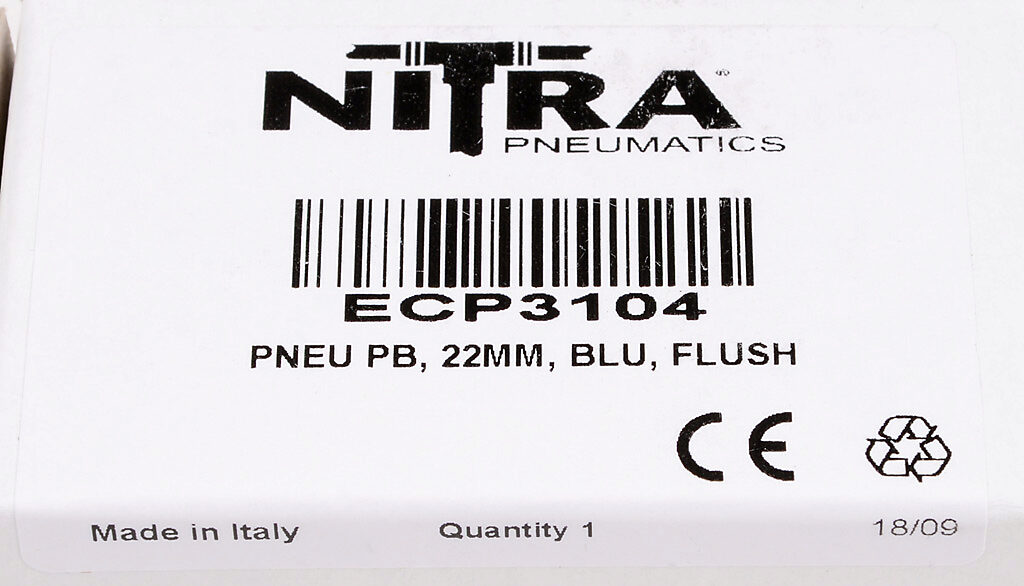 NITRA®
PNEUMATICS
ECP3104
PNEU PB, 22MM, BLU, FLUSH
CE
Made in Italy Quantity 1 18/09